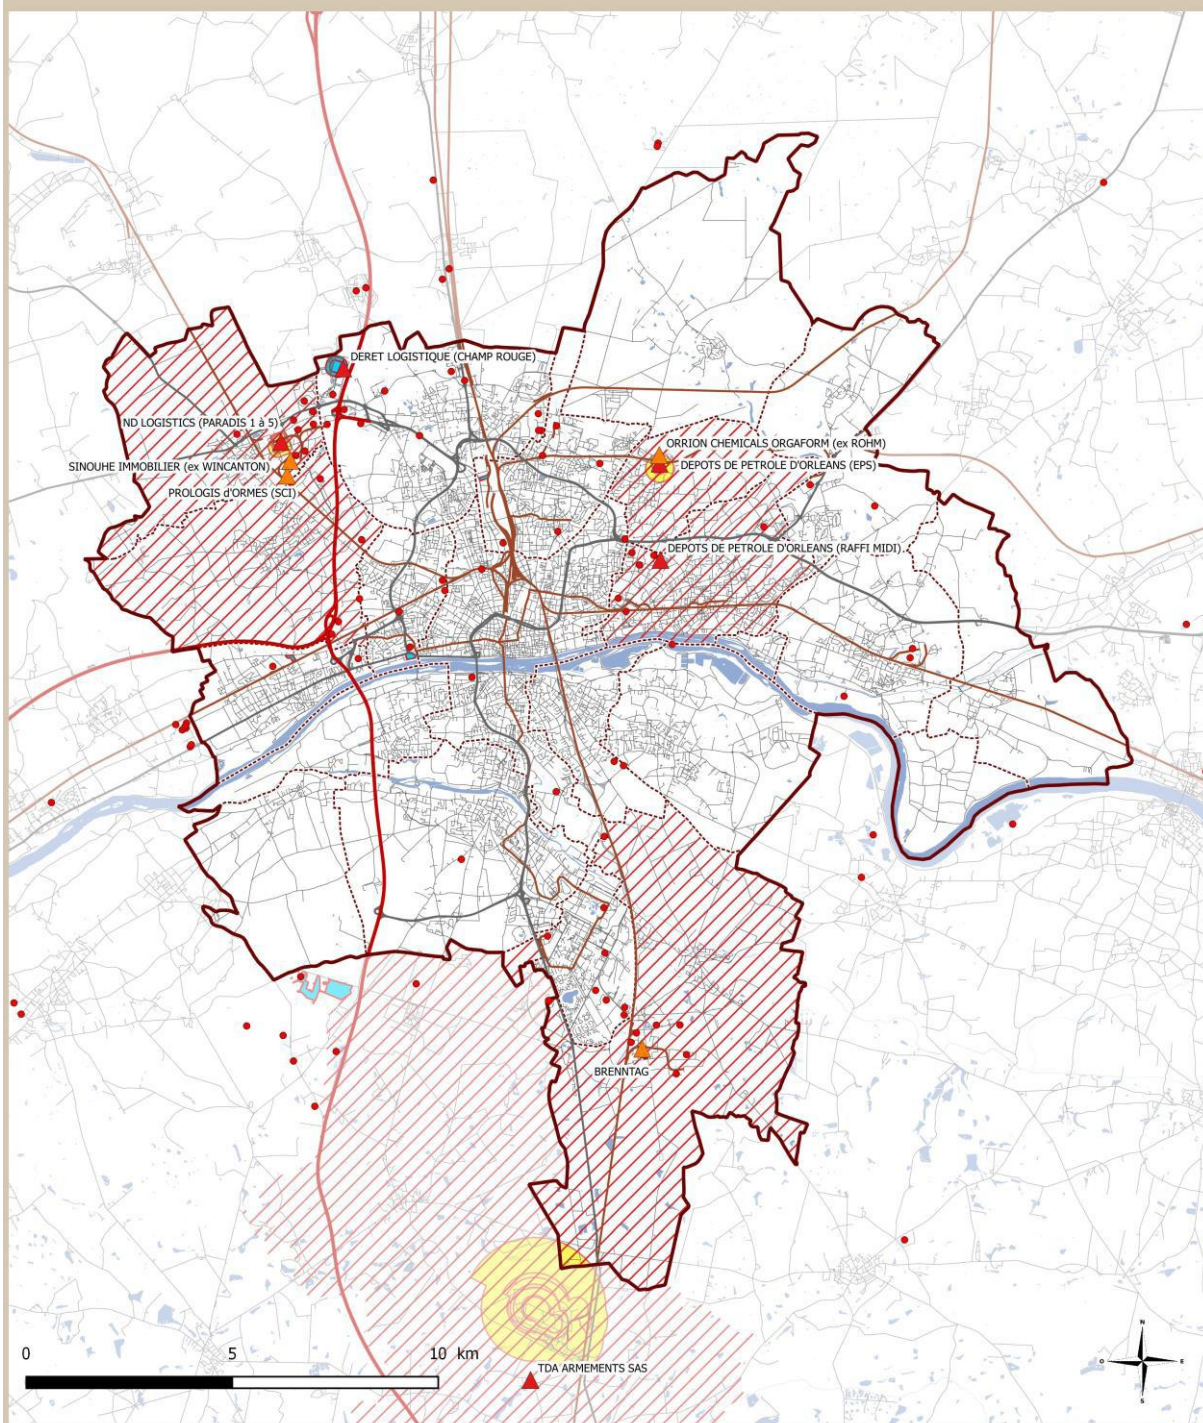 DERET LOGISTIQUE (CHAMP ROUGE)
ND LOGISTICS (PARADIS 1 à 5)
ORRION CHEMICALS ORGAFORM (ex ROHM)
SINOUHE IMMOBILIER (ex WINCANTON)
DEPOTS DE PETROLE D'ORLEANS (EPS)
PROLOGIS d'ORMES (SCI)
DEPOTS DE PETROLE D'ORLEANS (RAFFI MIDI)
BRENNTAG
TDA ARMEMENTS SAS
0 5 10 km
N
O E
S